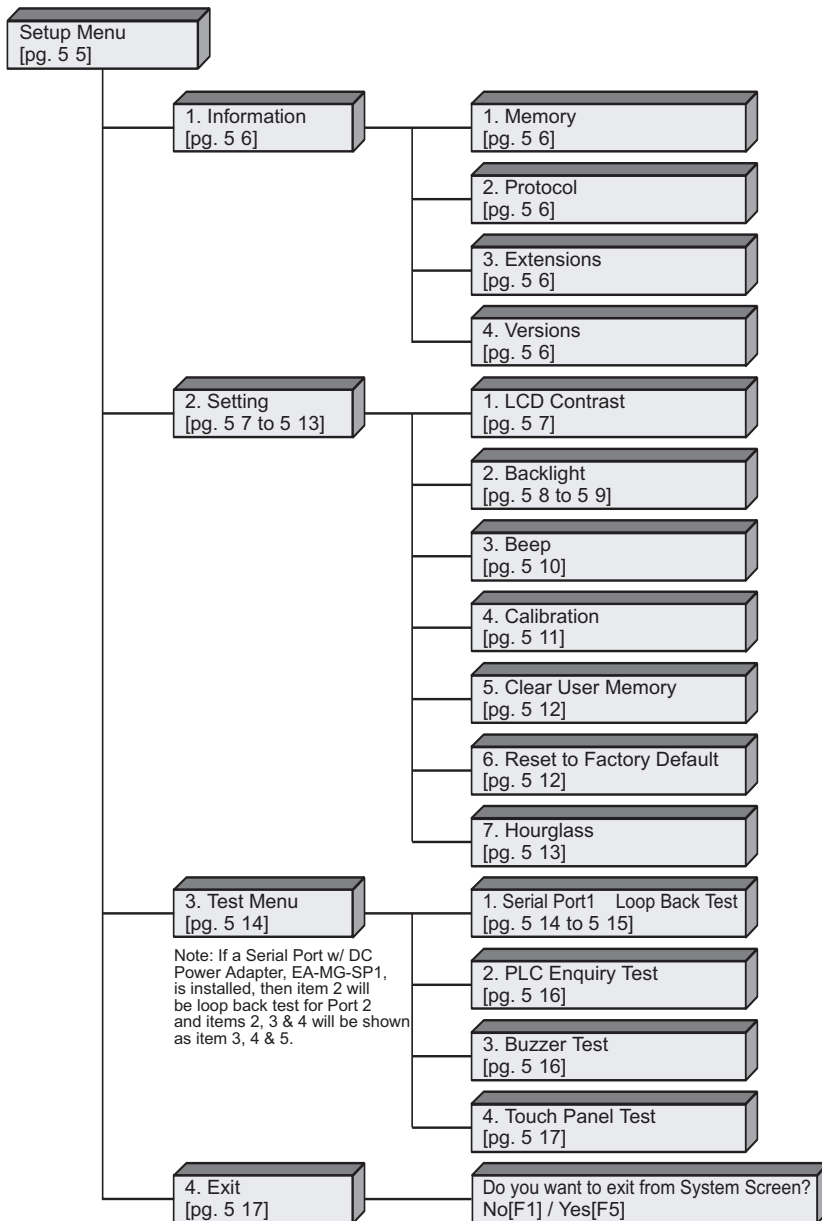 Setup Menu
[pg. 5 5]
1. Information
[pg. 5 6]
1. Memory
[pg. 5 6]
2. Protocol
[pg. 5 6]
3. Extensions
[pg. 5 6]
4. Versions
[pg. 5 6]
2. Setting
[pg. 5 7 to 5 13]
1. LCD Contrast
[pg. 5 7]
2. Backlight
[pg. 5 8 to 5 9]
3. Beep
[pg. 5 10]
4. Calibration
[pg. 5 11]
5. Clear User Memory
[pg. 5 12]
6. Reset to Factory Default
[pg. 5 12]
7. Hourglass
[pg. 5 13]
3. Test Menu
[pg. 5 14]
Note: If a Serial Port w/ DC
Power Adapter, EA-MG-SP1,
is installed, then item 2 will
be loop back test for Port 2
and items 2, 3 & 4 will be shown
as item 3, 4 & 5.
1. Serial Port1 Loop Back Test
[pg. 5 14 to 5 15]
2. PLC Enquiry Test
[pg. 5 16]
3. Buzzer Test
[pg. 5 16]
4. Touch Panel Test
[pg. 5 17]
4. Exit
[pg. 5 17]
Do you want to exit from System Screen?
No[F1] / Yes[F5]